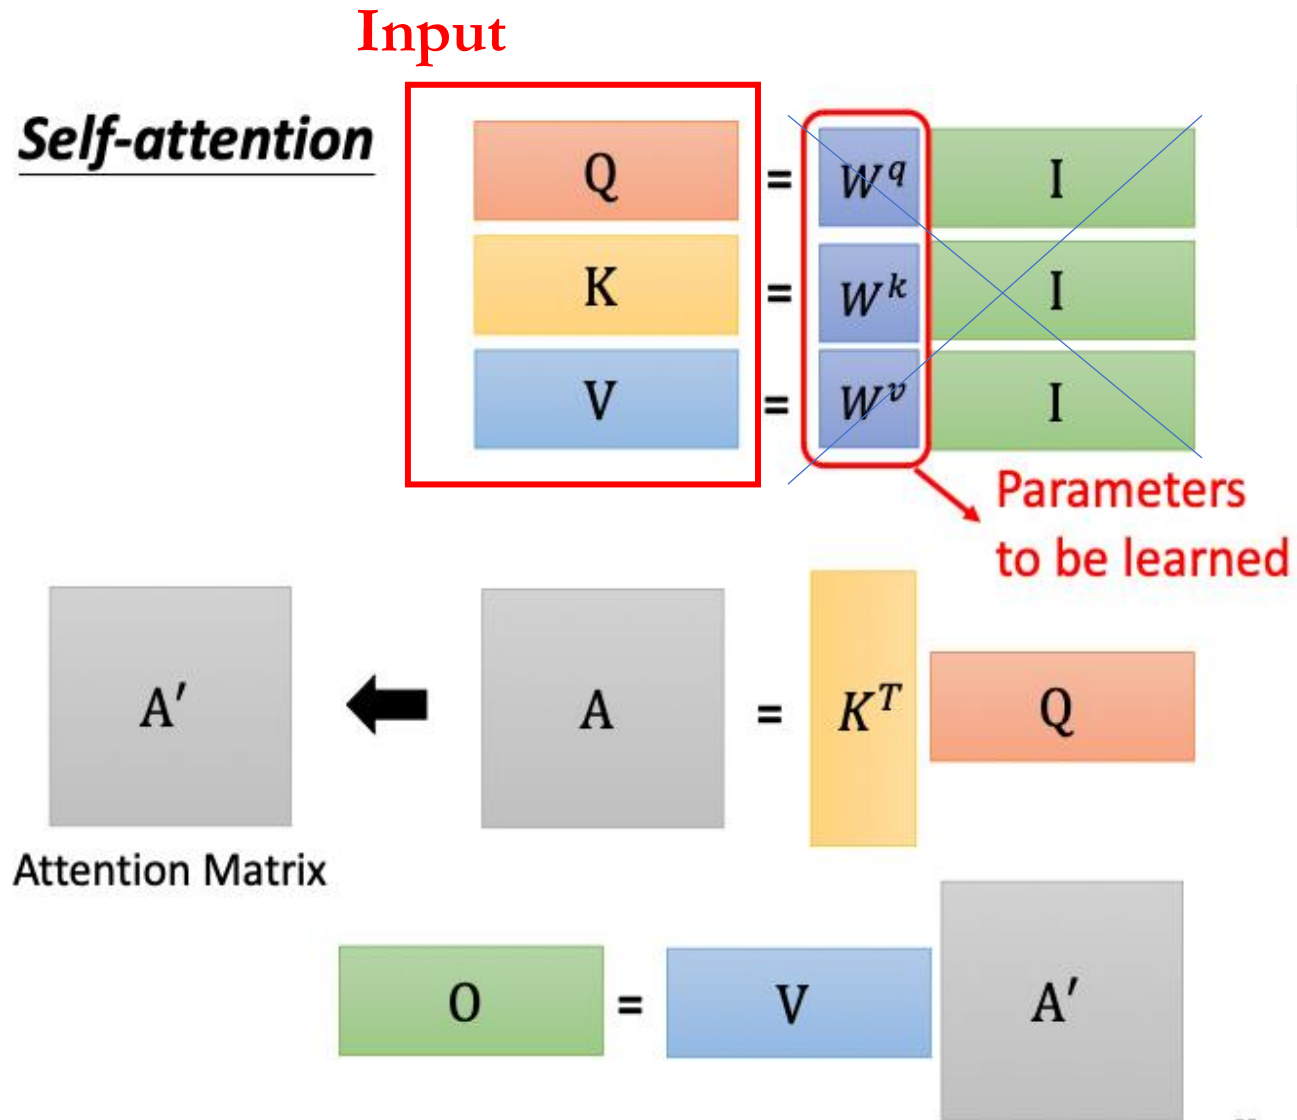 Input
Self-attention
Q = W^q I
K = W^k I
V = W^v I
Parameters
to be learned
A′ A = K^T Q
Attention Matrix
O = V A′